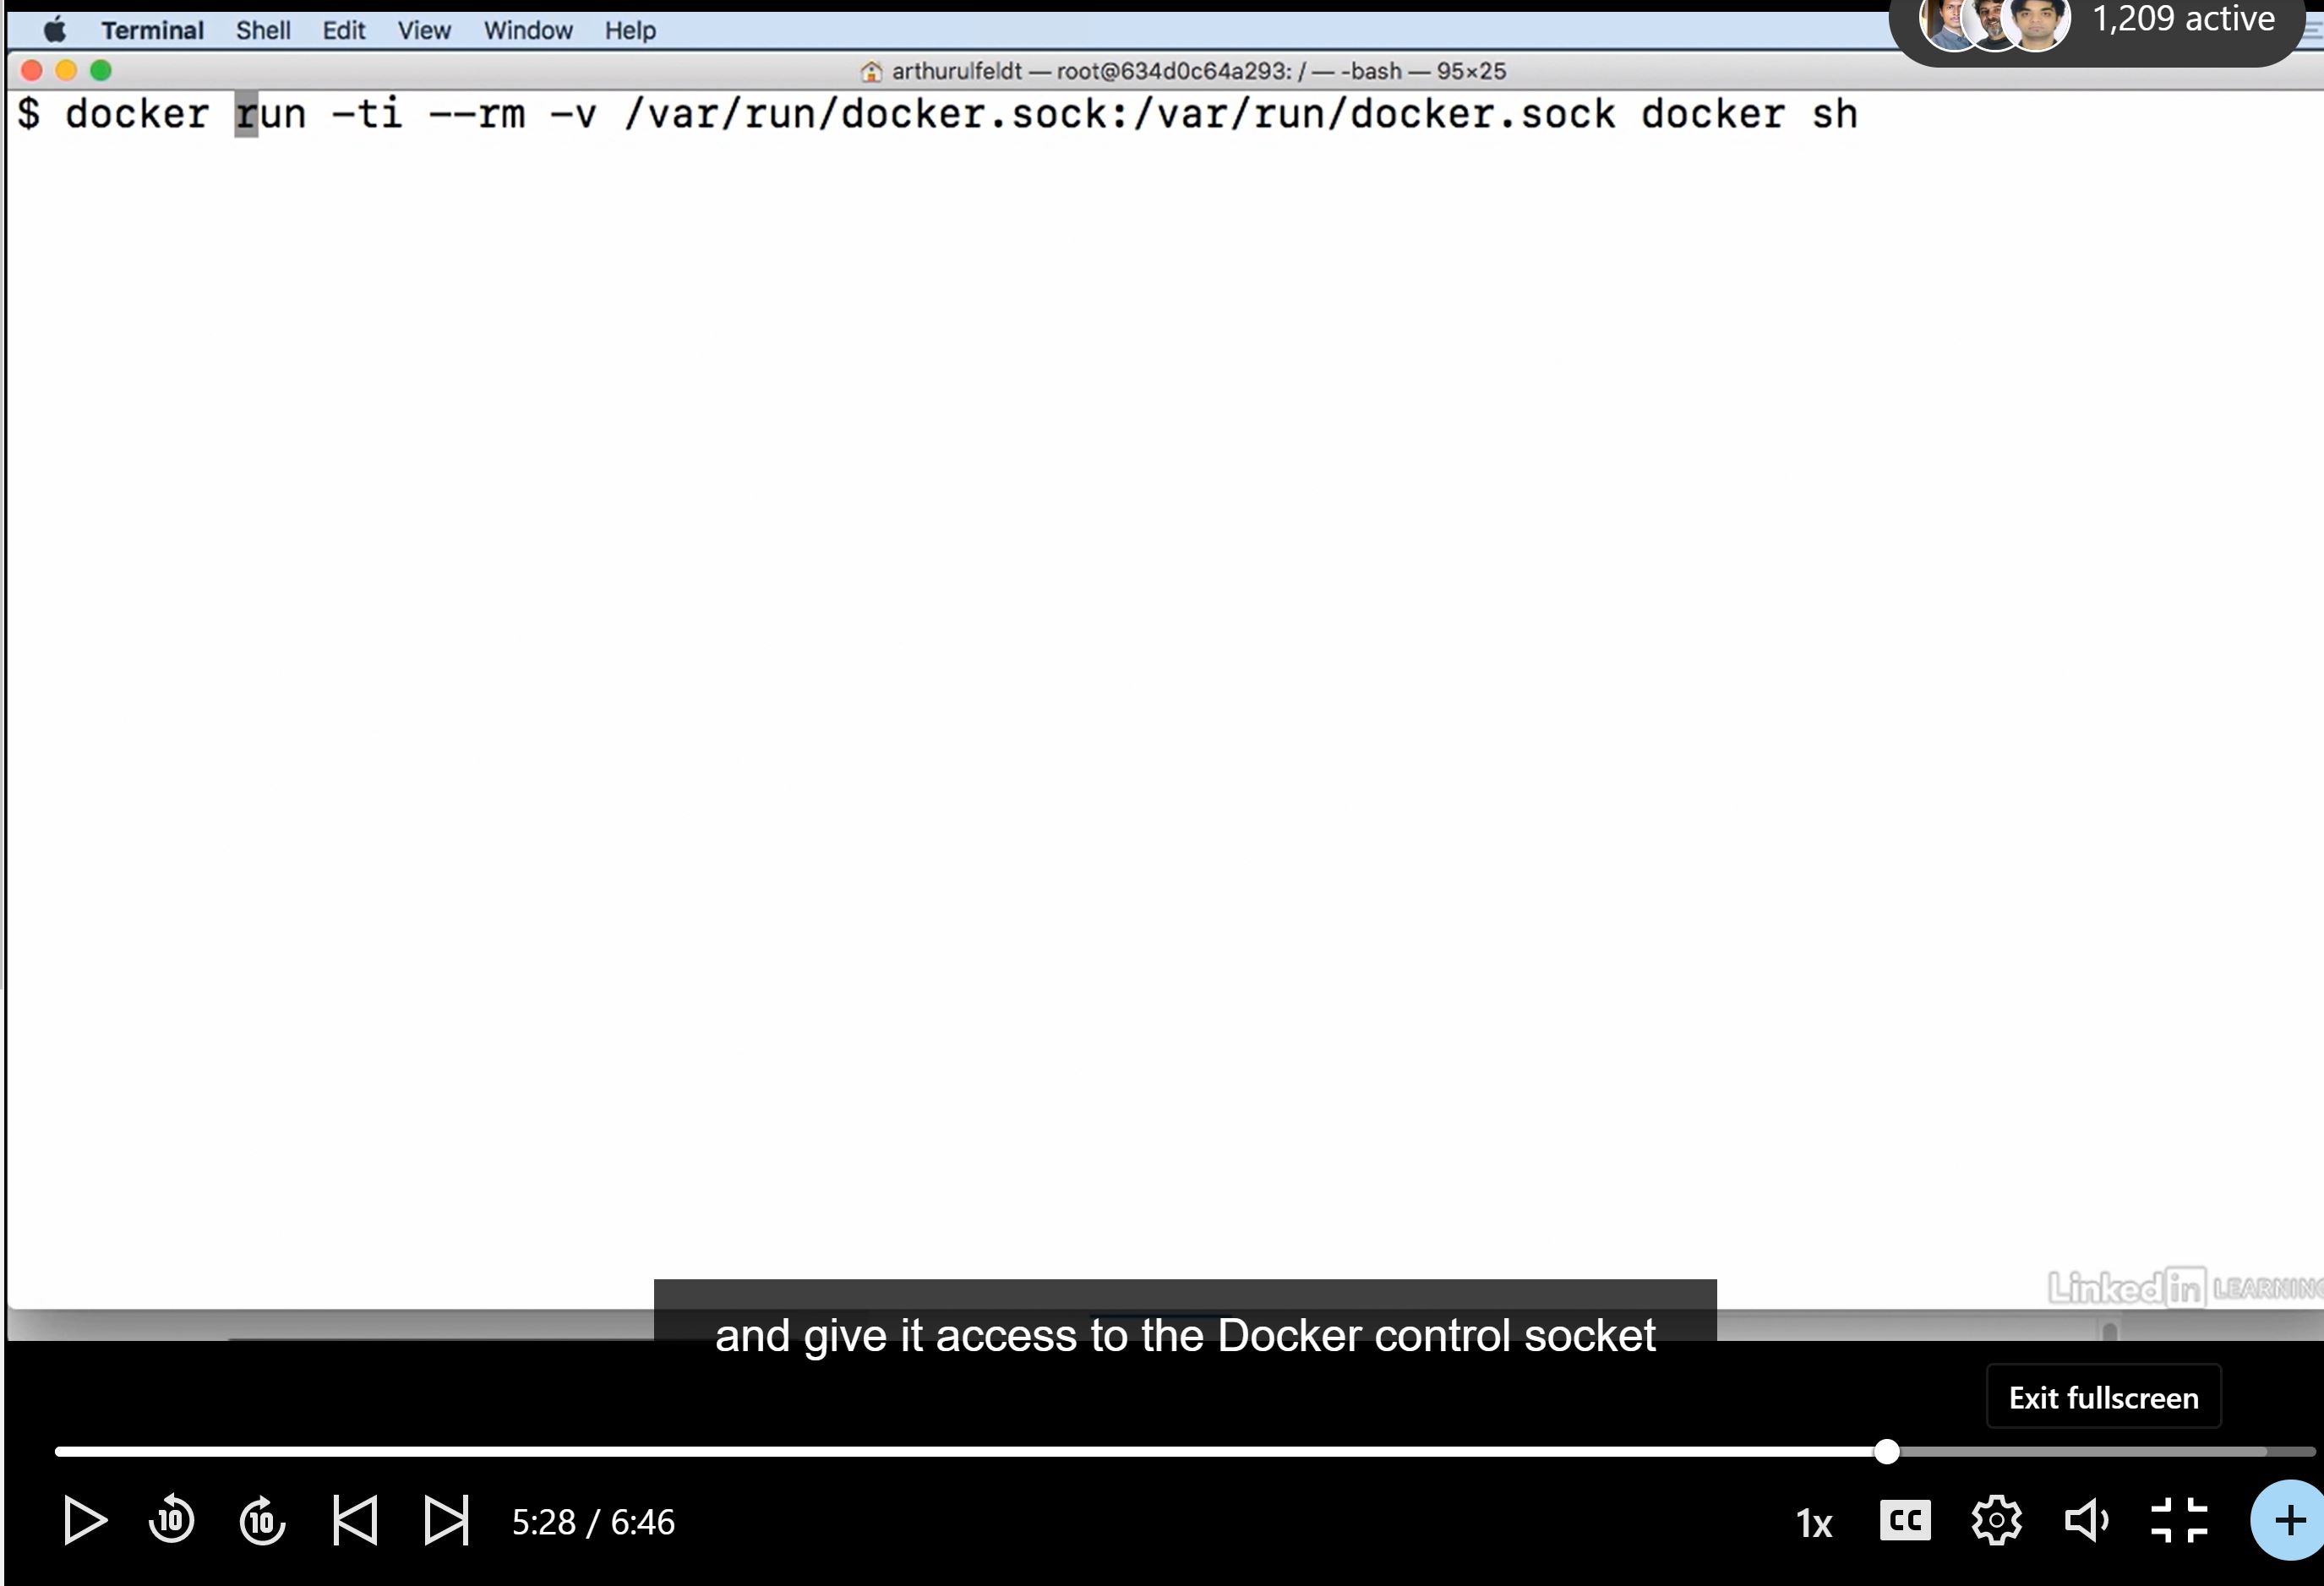 Terminal Shell Edit View Window Help
1,209 active
arthurulfeldt — root@634d0c64a293: / — -bash — 95×25
$ docker run -ti --rm -v /var/run/docker.sock:/var/run/docker.sock docker sh
Linked in LEARNING
and give it access to the Docker control socket
Exit fullscreen
10 10 5:28 / 6:46 1x CC